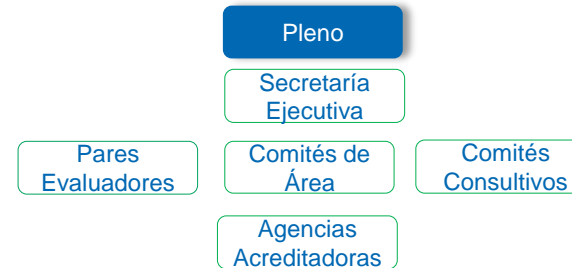 Pleno
Secretaría
Ejecutiva
Pares
Evaluadores
Comités de
Área
Comités
Consultivos
Agencias
Acreditadoras